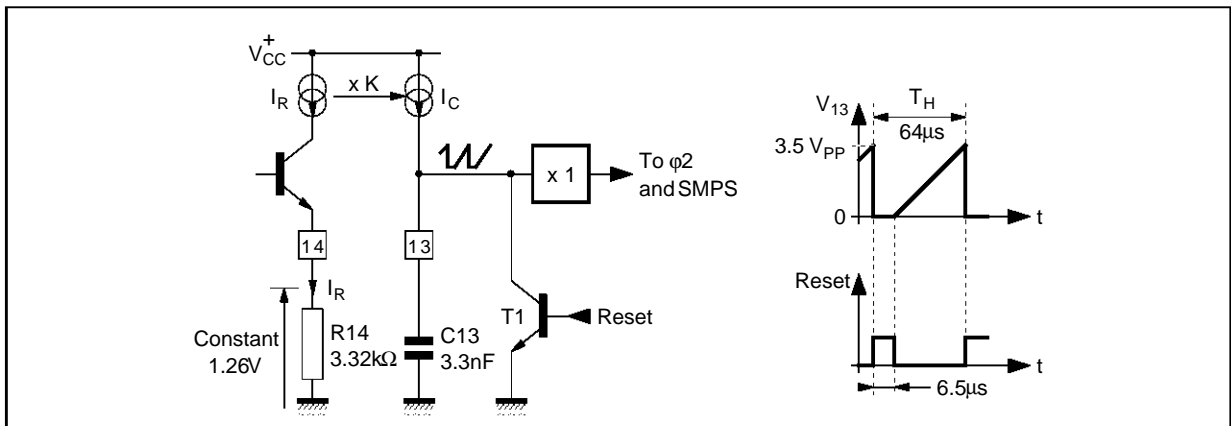 V+CC
x K
IR
IC
x 1
To φ2
and SMPS
14
13
IR
Constant
1.26V
R14
3.32kΩ
C13
3.3nF
T1
Reset
V13
TH
64µs
3.5 VPP
0
t
Reset
t
6.5µs